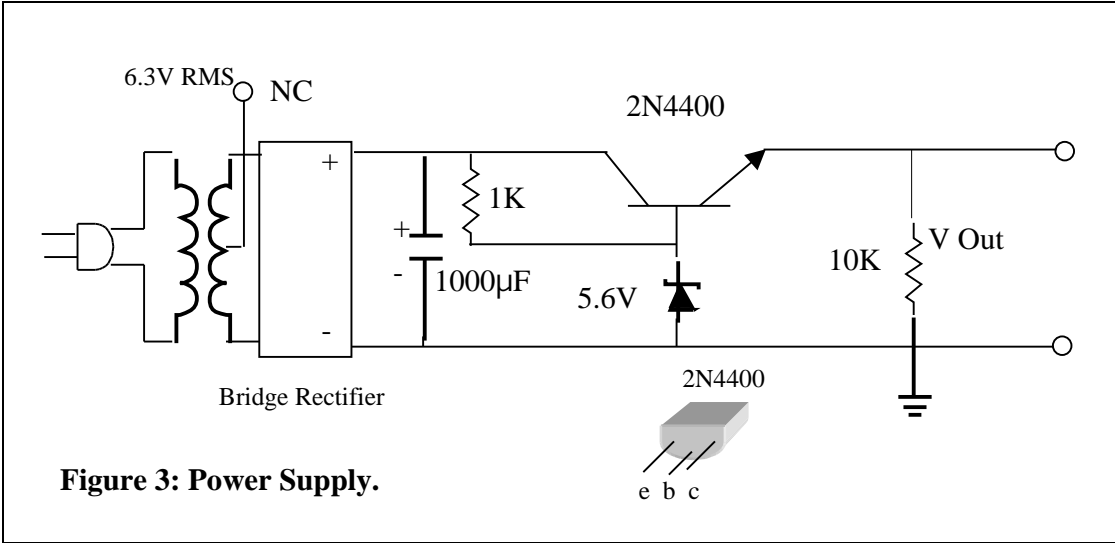 6.3V RMS
NC
2N4400
+
1K
+
-
1000µF
5.6V
10K
V Out
-
Bridge Rectifier
2N4400
e b c
Figure 3: Power Supply.